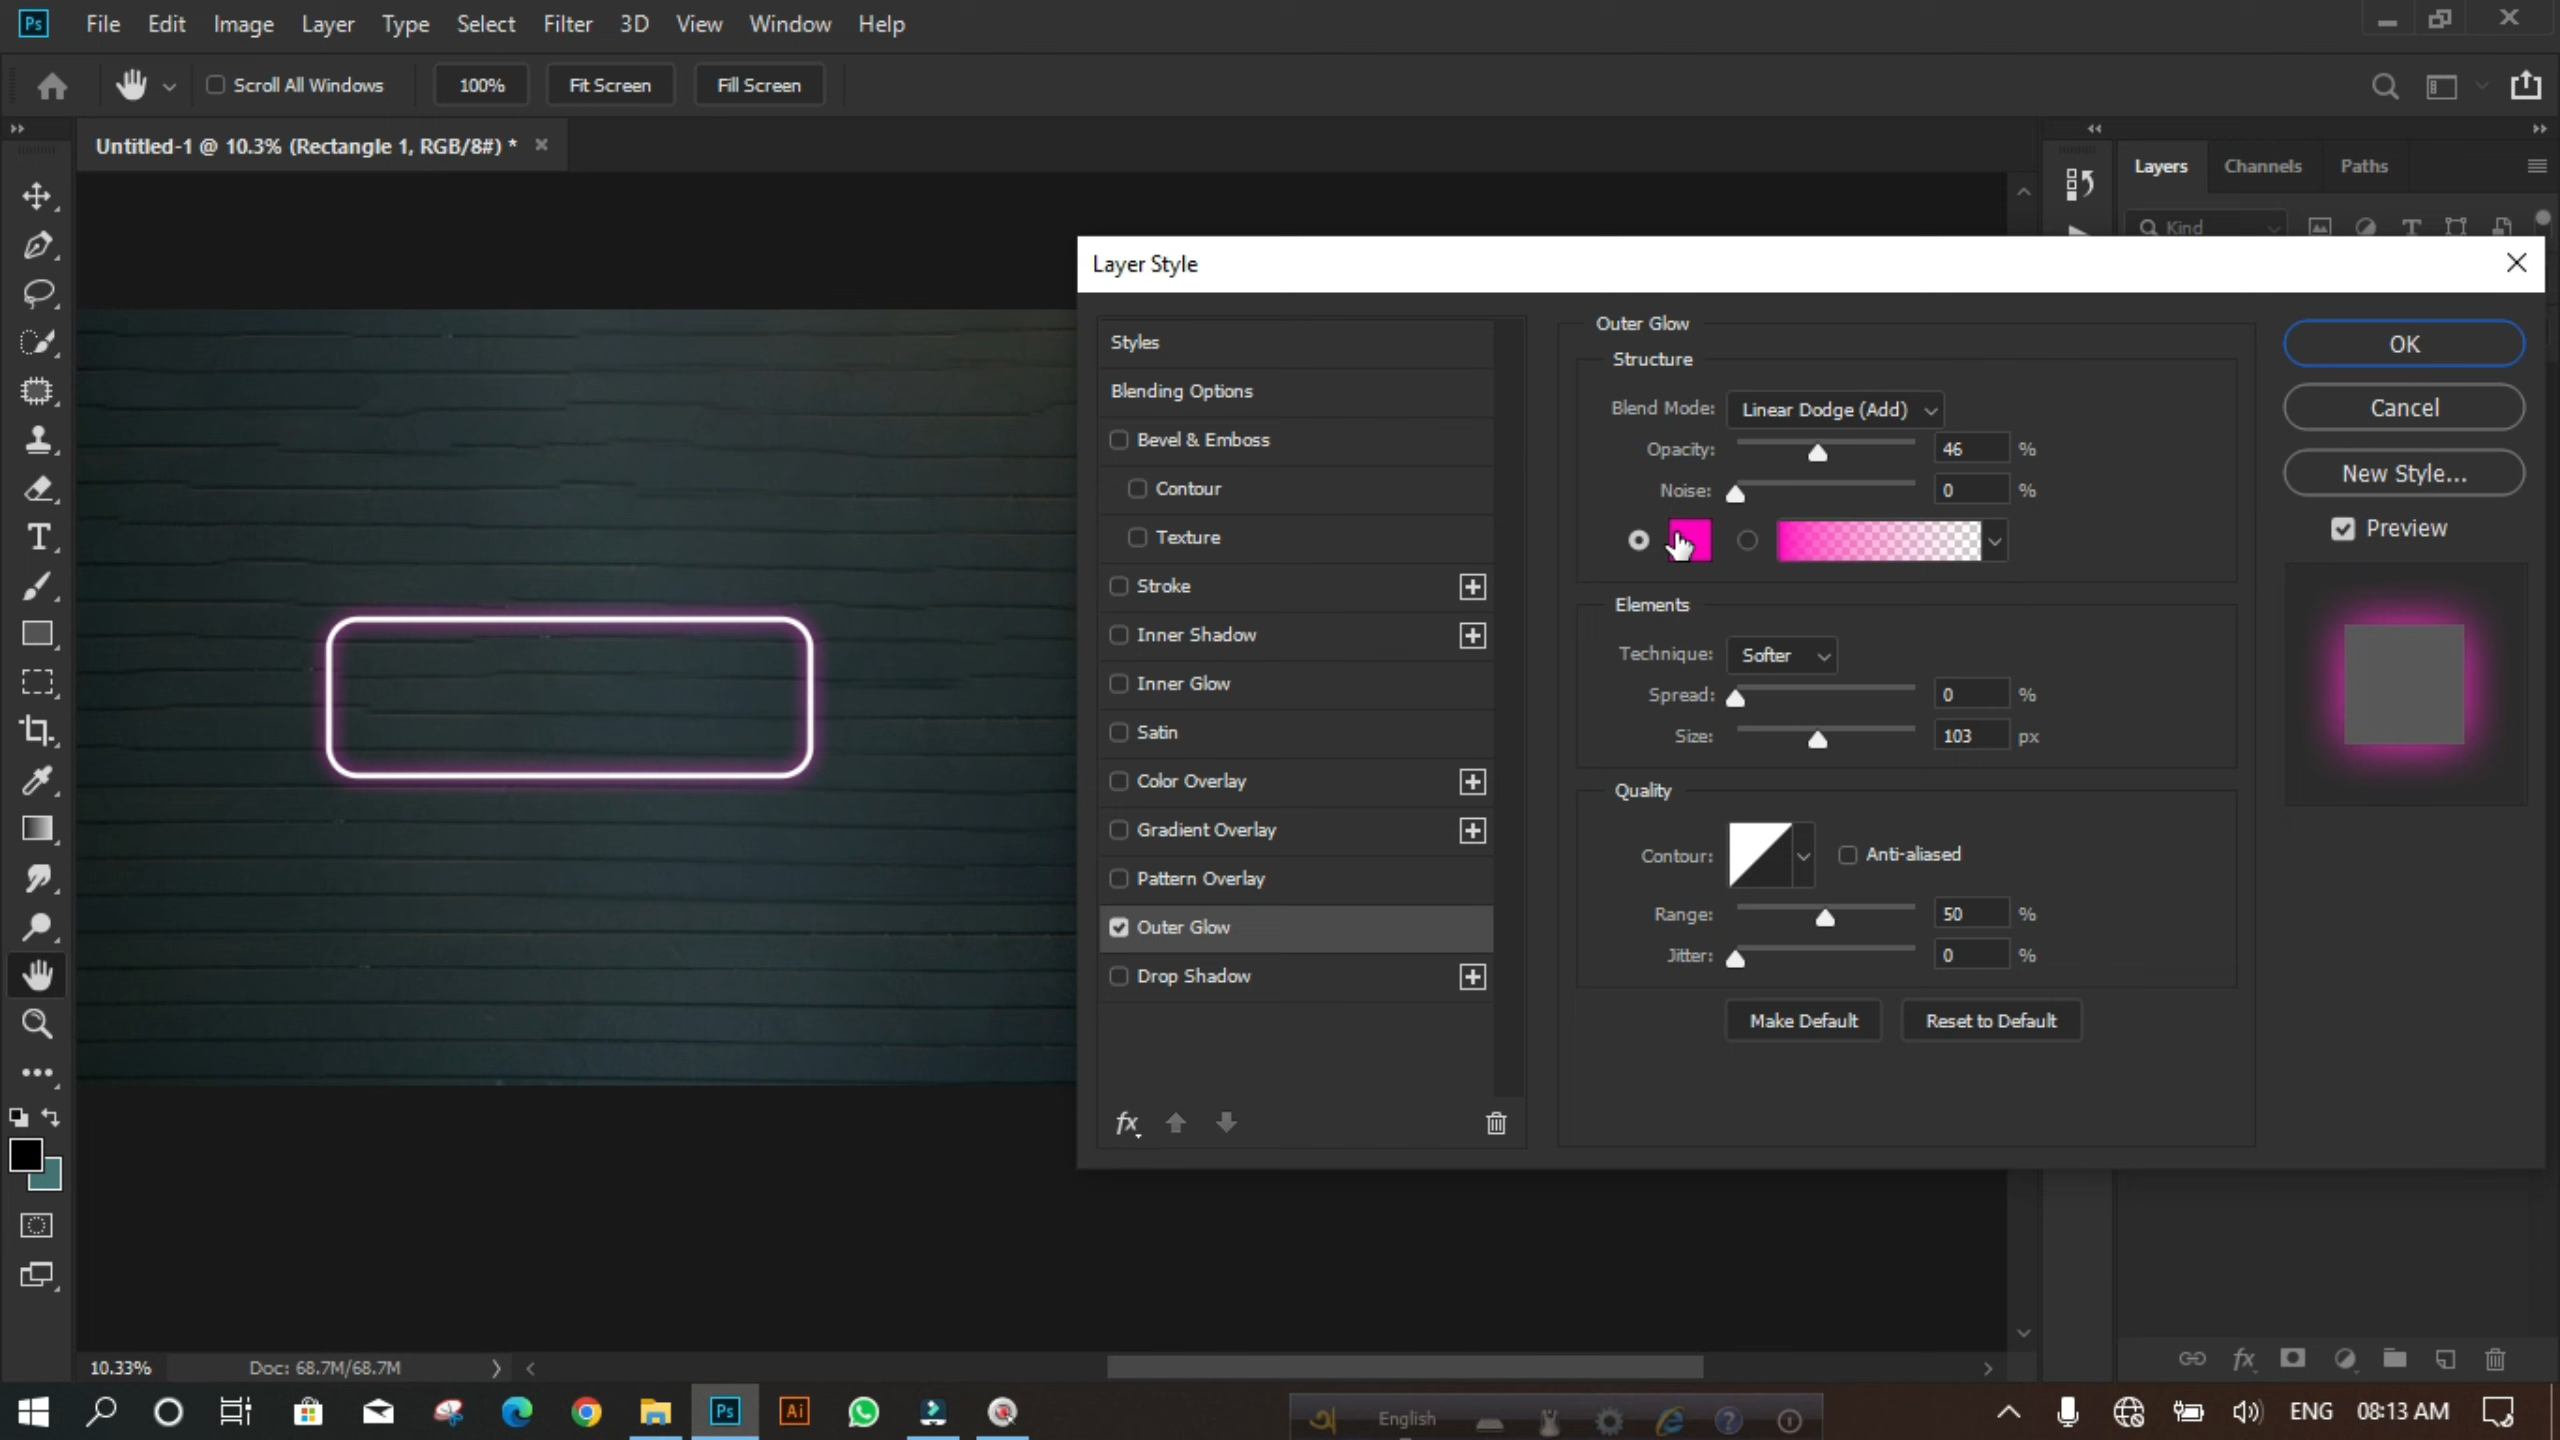 Ps File Edit Image Layer Type Select Filter 3D View Window Help
Scroll All Windows 100% Fit Screen Fill Screen
Untitled-1 @ 10.3% (Rectangle 1, RGB/8#) *
Layers Channels Paths
Kind
Layer Style
Styles
Blending Options
Bevel & Emboss
Contour
Texture
Stroke
Inner Shadow
Inner Glow
Satin
Color Overlay
Gradient Overlay
Pattern Overlay
Outer Glow
Drop Shadow
fx
Outer Glow
Structure
Blend Mode: Linear Dodge (Add)
Opacity: 46 %
Noise: 0 %
Elements
Technique: Softer
Spread: 0 %
Size: 103 px
Quality
Contour: Anti-aliased
Range: 50 %
Jitter: 0 %
Make Default Reset to Default
OK
Cancel
New Style...
Preview
10.33% Doc: 68.7M/68.7M
fx
Ps Ai English ENG 08:13 AM